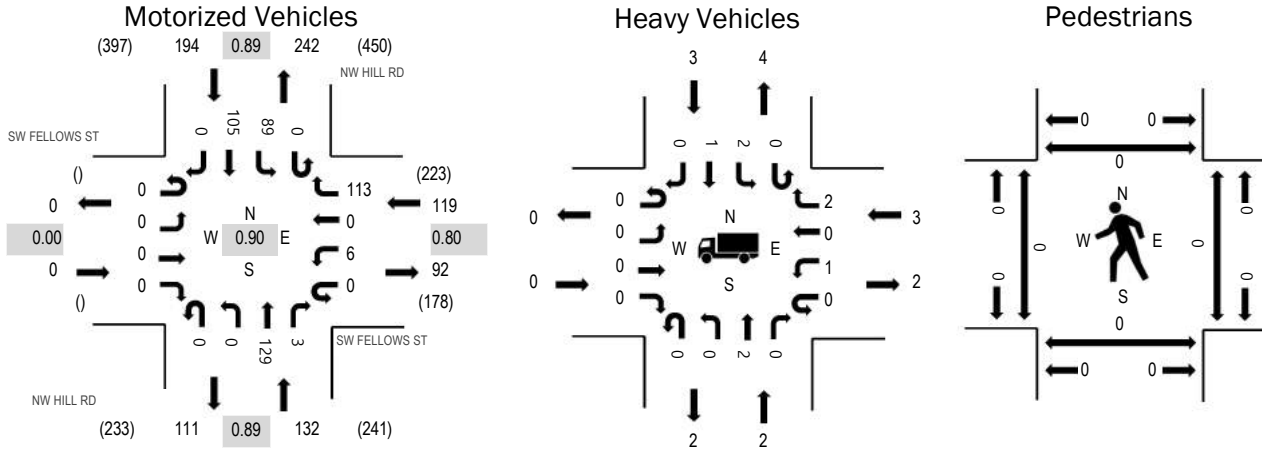 Motorized Vehicles
(397) 194 0.89 242 (450)
NW HILL RD
SW FELLOWS ST
0 105 89 0
() 0 113 (223)
0 0 0 119
0.00 W N 0.90 E S 0.80
0 0 6 92
() 0 0 (178)
0 0 129 3
SW FELLOWS ST
NW HILL RD
(233) 111 0.89 132 (241)
Heavy Vehicles
3 4
0 1 2 0
0 2
0 0 0 3
W N E S
0 0 1 2
0 0
0 0 2 0
2 2
Pedestrians
0 0
0
0 N 0
0 W E 0
0 S 0
0
0 0